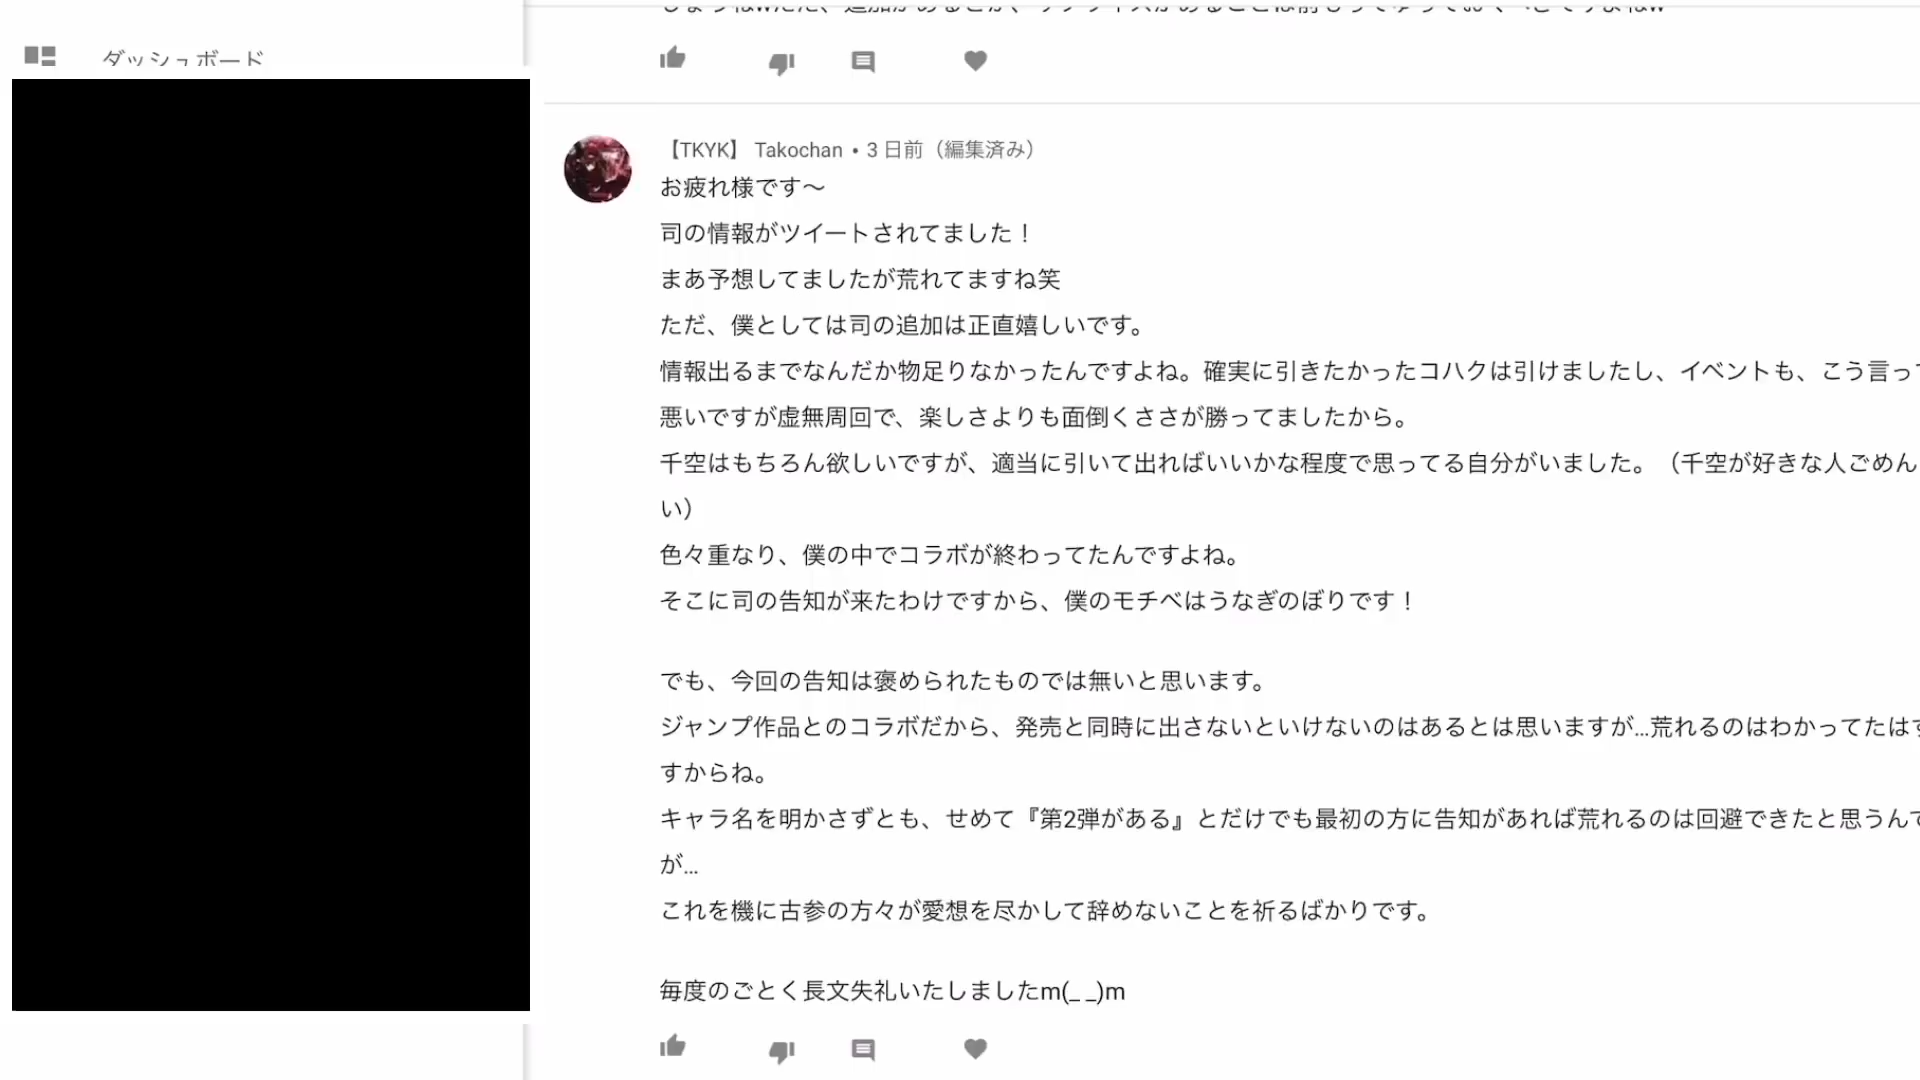 ダッシュボード
【TKYK】 Takochan • 3 日前（編集済み）
お疲れ様です〜
司の情報がツイートされてました！
まあ予想してましたが荒れてますね笑
ただ、僕としては司の追加は正直嬉しいです。
情報出るまでなんだか物足りなかったんですよね。確実に引きたかったコハクは引けましたし、イベントも、こう言って
悪いですが虚無周回で、楽しさよりも面倒くささが勝ってましたから。
千空はもちろん欲しいですが、適当に引いて出ればいいかな程度で思ってる自分がいました。（千空が好きな人ごめん
い）
色々重なり、僕の中でコラボが終わってたんですよね。
そこに司の告知が来たわけですから、僕のモチベはうなぎのぼりです！
でも、今回の告知は褒められたものでは無いと思います。
ジャンプ作品とのコラボだから、発売と同時に出さないといけないのはあるとは思いますが...荒れるのはわかってたはず
すからね。
キャラ名を明かさずとも、せめて『第2弾がある』とだけでも最初の方に告知があれば荒れるのは回避できたと思うんで
が...
これを機に古参の方々が愛想を尽かして辞めないことを祈るばかりです。
毎度のごとく長文失礼いたしましたm(_ _)m